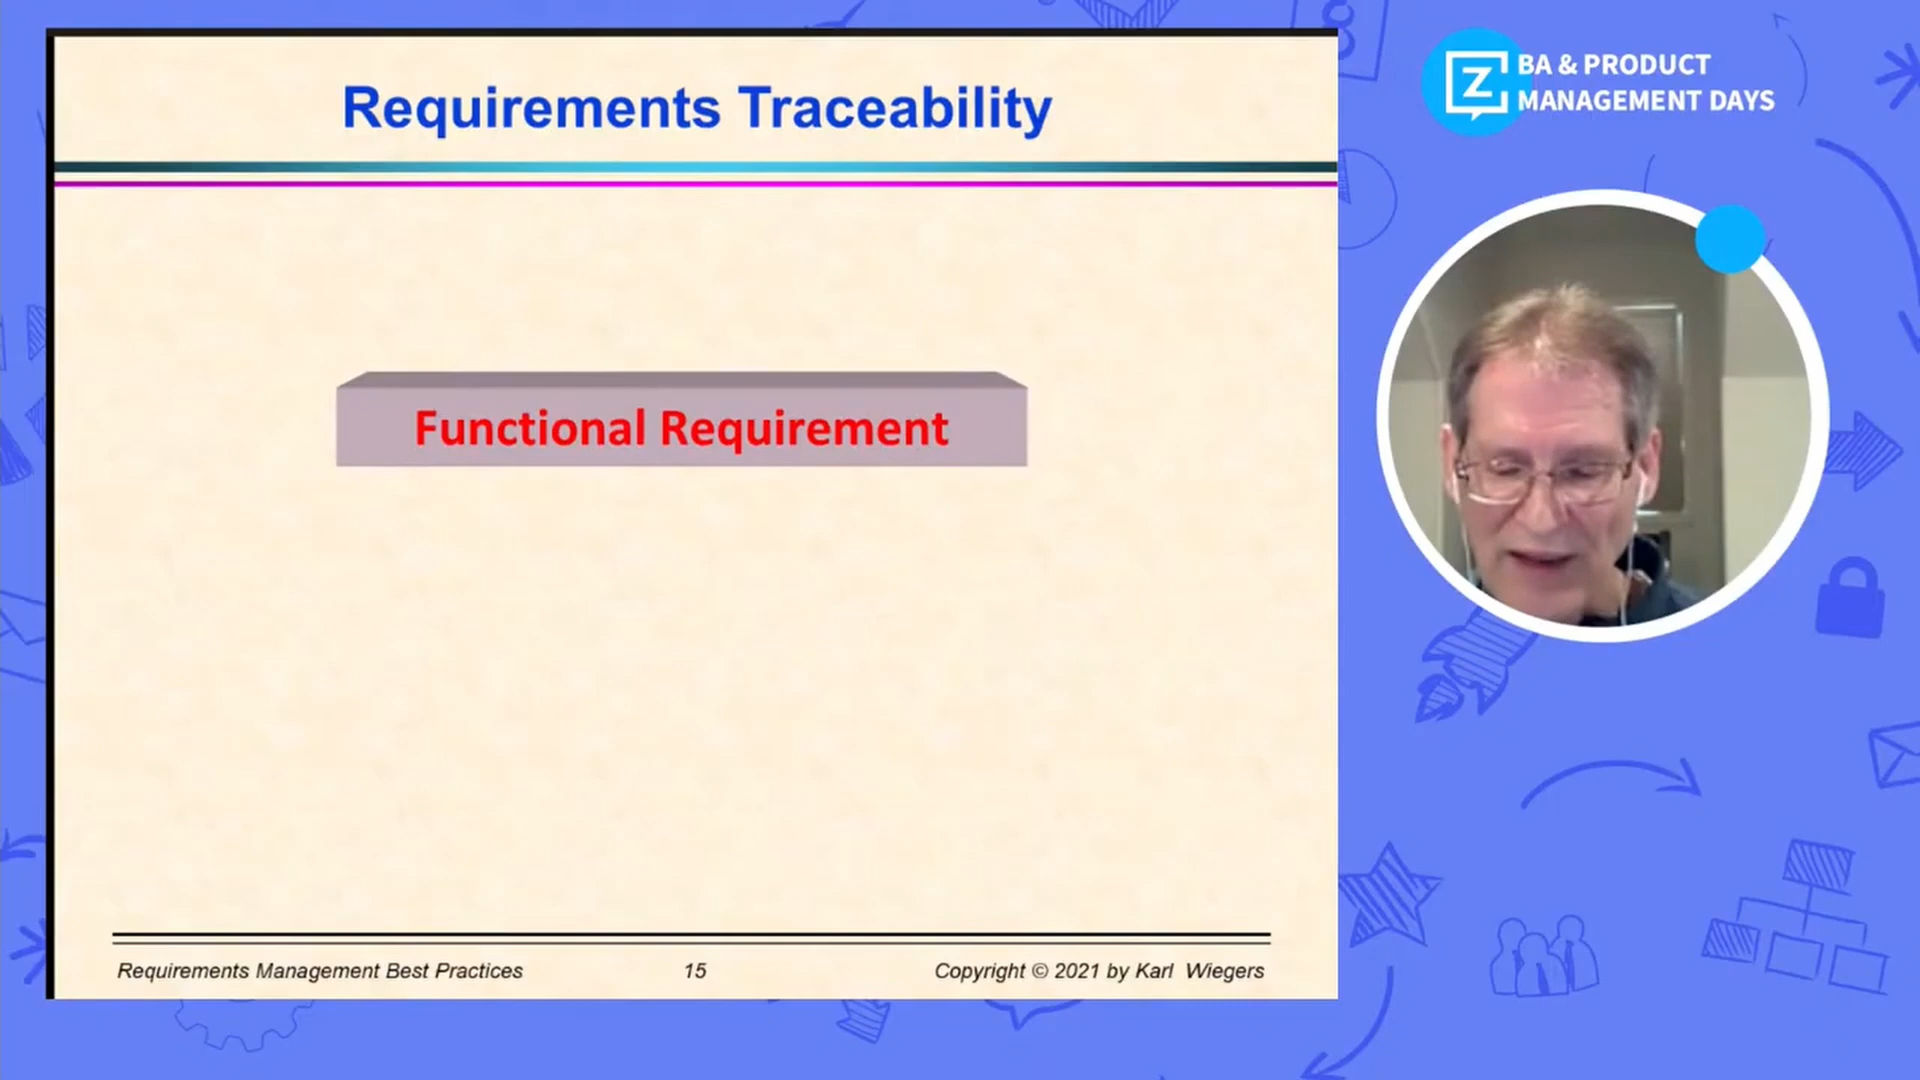 Requirements Traceability
Functional Requirement
Requirements Management Best Practices
15
Copyright © 2021 by Karl Wiegers
Z
BA & PRODUCT
MANAGEMENT DAYS